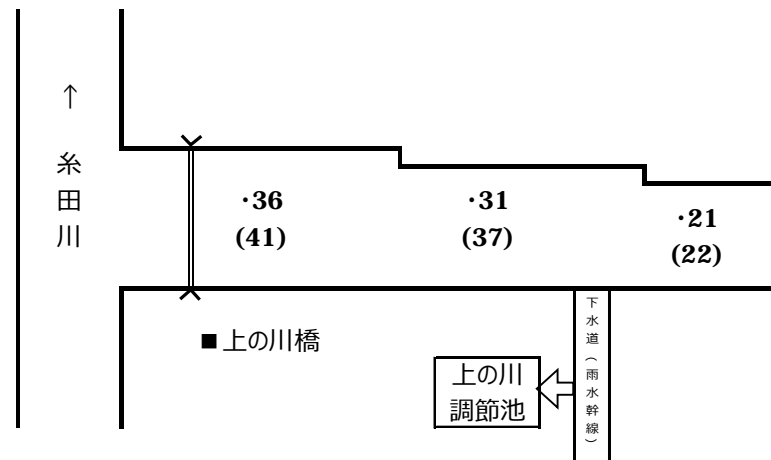 ↑
糸田川
・36
(41)
・31
(37)
・21
(22)
■上の川橋
上の川
調節池
下水道(雨水幹線)